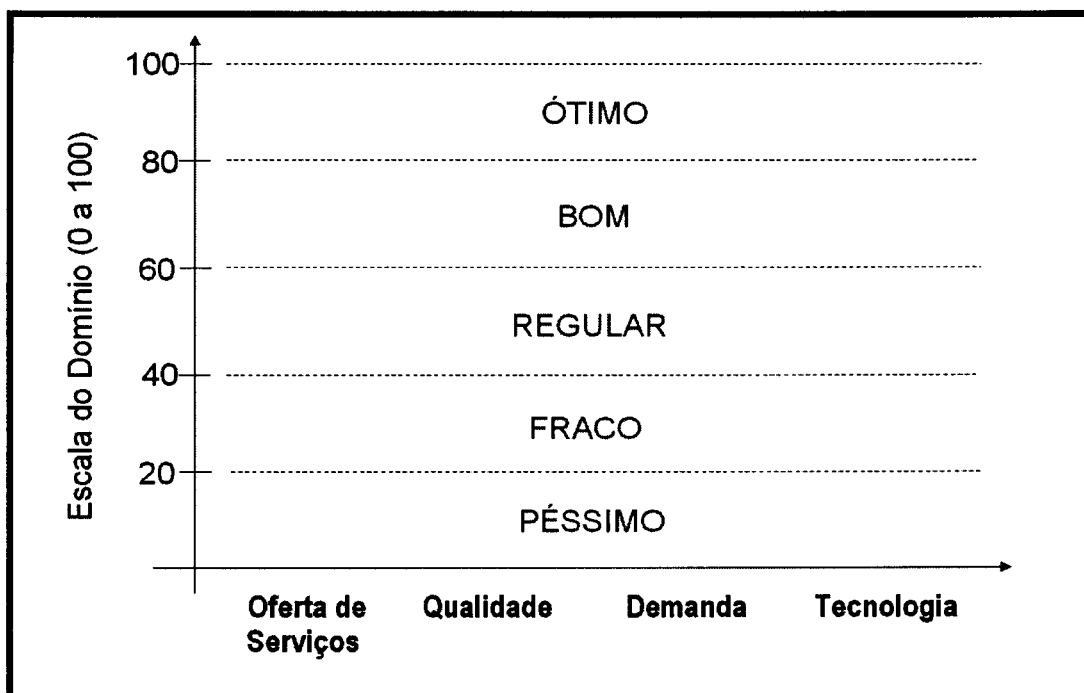 Escala do Domínio (0 a 100)
100
ÓTIMO
80
BOM
60
REGULAR
40
FRACO
20
PÉSSIMO
Oferta de Serviços
Qualidade
Demanda
Tecnologia